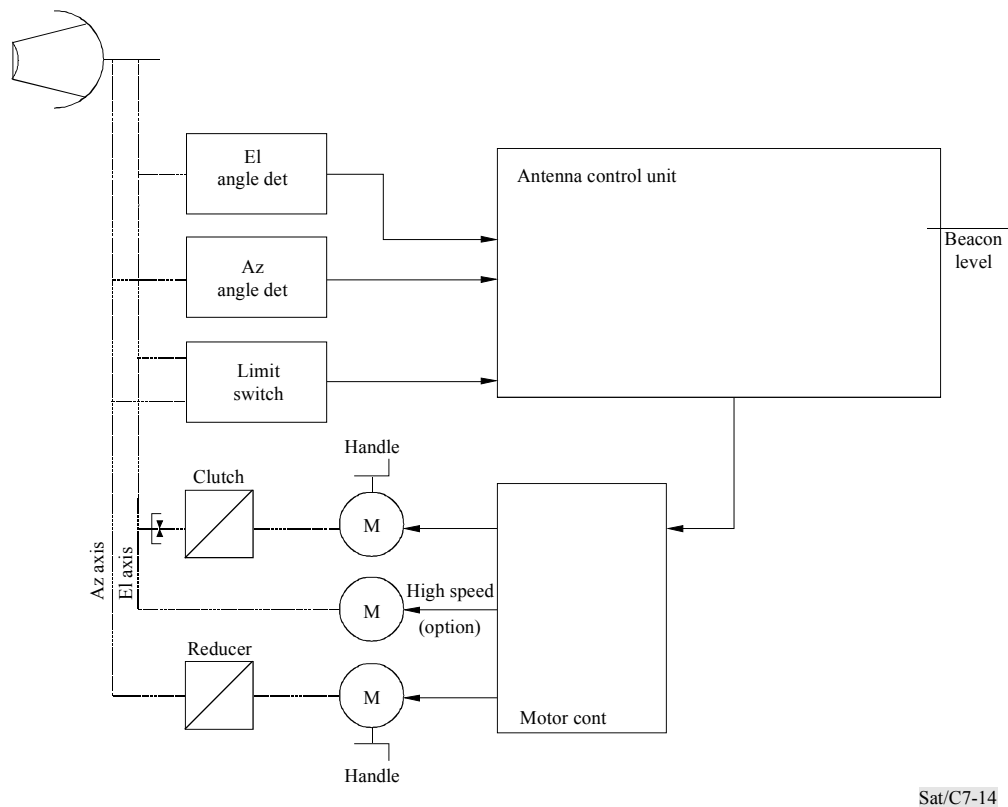 El
angle det
Antenna control unit
Beacon
level
Az
angle det
Limit
switch
Handle
Clutch
M
Az axis
El axis
High speed
M
(option)
Reducer
M
Motor cont
Handle
Sat/C7-14